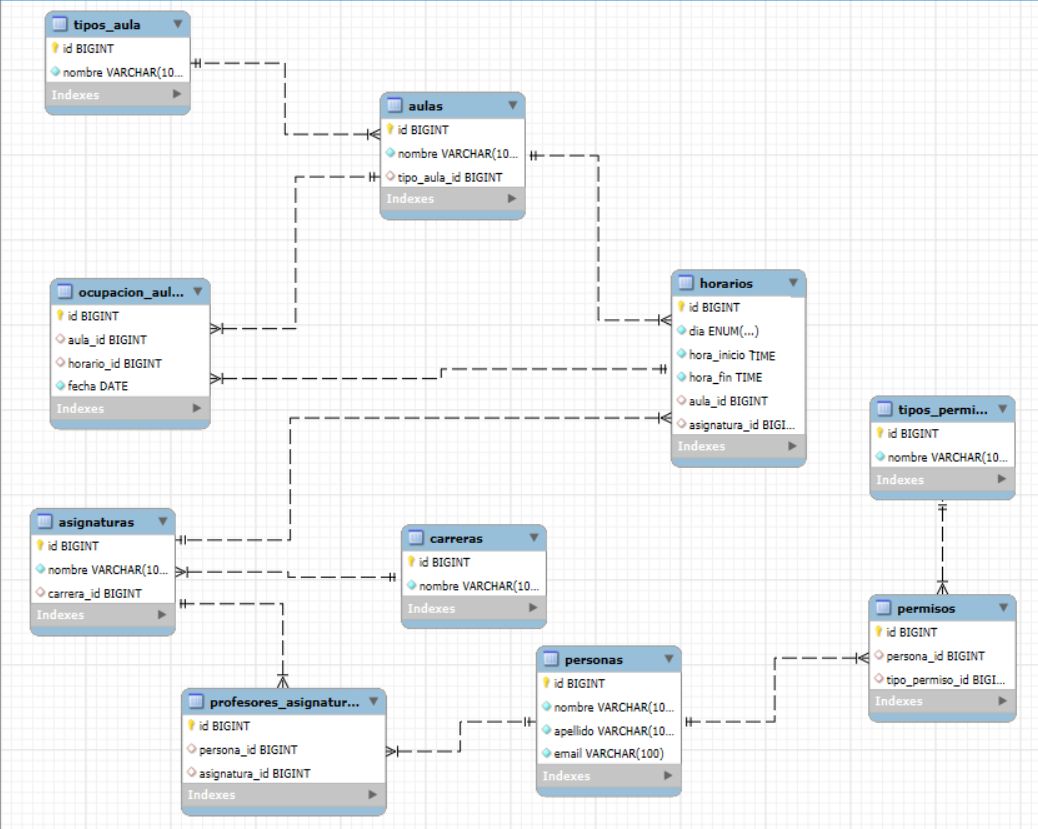 tipos_aula
id BIGINT
nombre VARCHAR(10...
Indexes
aulas
id BIGINT
nombre VARCHAR(10...
tipo_aula_id BIGINT
Indexes
ocupacion_aul...
id BIGINT
aula_id BIGINT
horario_id BIGINT
fecha DATE
Indexes
horarios
id BIGINT
dia ENUM(...)
hora_inicio TIME
hora_fin TIME
aula_id BIGINT
asignatura_id BIGI...
Indexes
tipos_permi...
id BIGINT
nombre VARCHAR(10...
Indexes
asignaturas
id BIGINT
nombre VARCHAR(10...
carrera_id BIGINT
Indexes
carreras
id BIGINT
nombre VARCHAR(10...
Indexes
permisos
id BIGINT
persona_id BIGINT
tipo_permiso_id BIGI...
Indexes
personas
id BIGINT
nombre VARCHAR(10...
apellido VARCHAR(10...
email VARCHAR(100)
Indexes
profesores_asignatur...
id BIGINT
persona_id BIGINT
asignatura_id BIGINT
Indexes